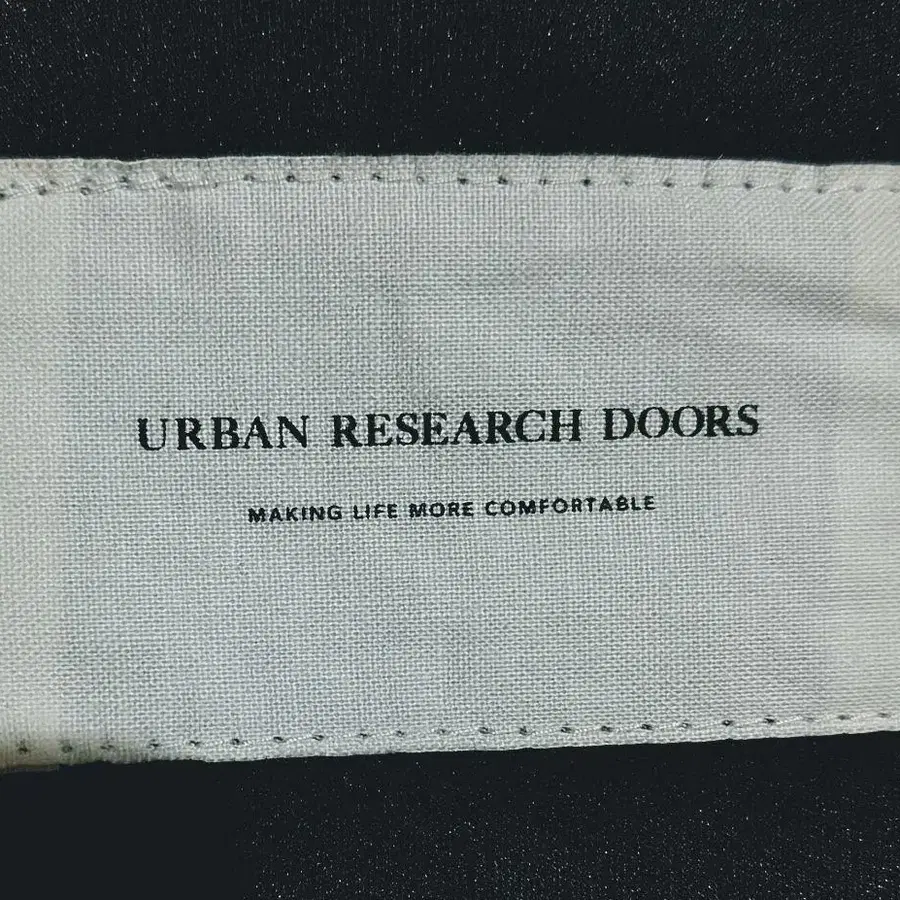 URBAN RESEARCH DOORS
MAKING LIFE MORE COMFORTABLE